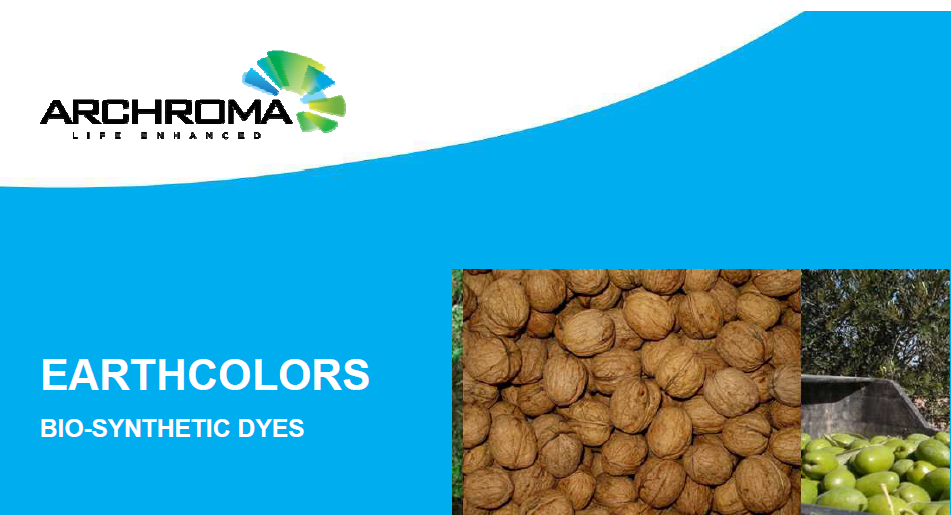 ARCHROMA
LIFE ENHANCED
EARTHCOLORS
BIO-SYNTHETIC DYES